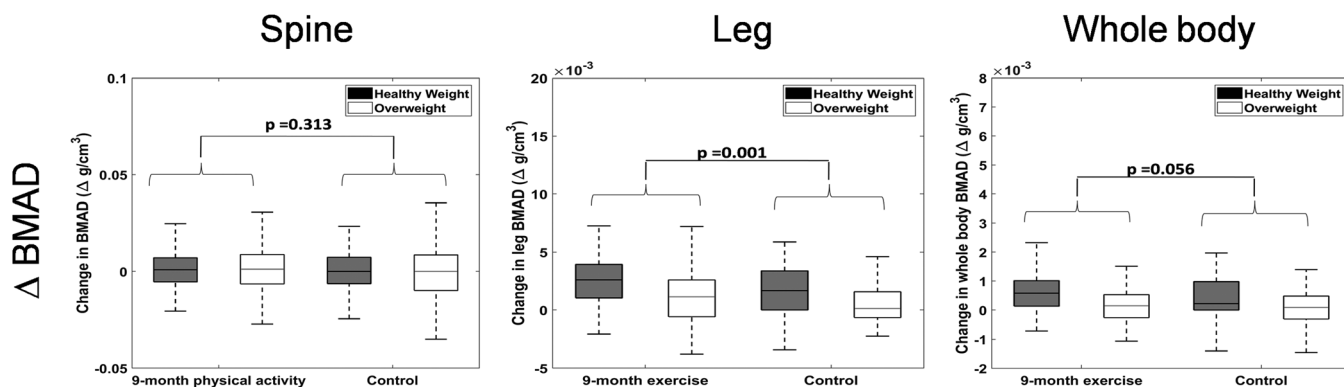 Spine
Leg
Whole body
Δ BMAD
Change in BMAD (Δ g/cm³)
0.1
0.05
0
-0.05
Healthy Weight
Overweight
p =0.313
9-month physical activity
Control
Change in leg BMAD (Δ g/cm³)
×10⁻³
20
15
10
5
0
-5
Healthy Weight
Overweight
p =0.001
9-month exercise
Control
Change in whole body BMAD (Δ g/cm³)
×10⁻³
8
7
6
5
4
3
2
1
0
-1
-2
Healthy Weight
Overweight
p =0.056
9-month exercise
Control